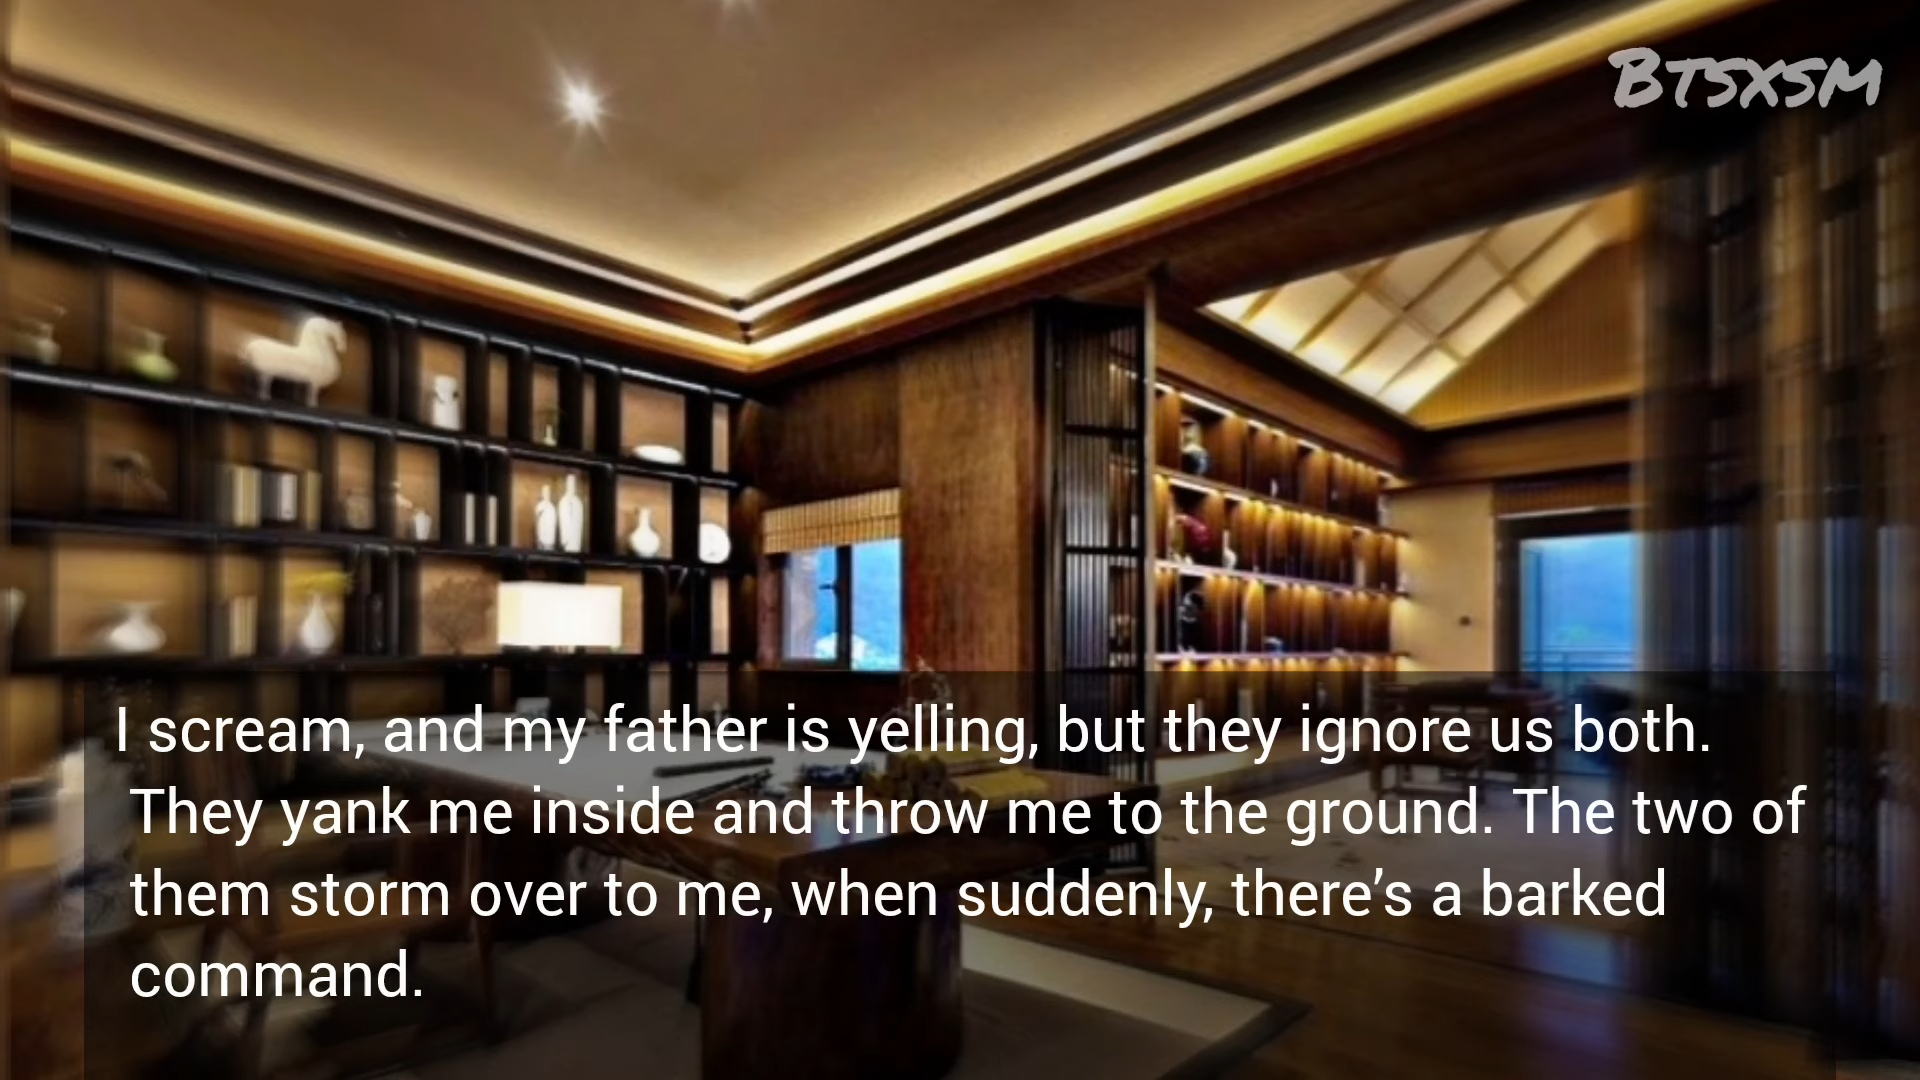 BTSXSM
I scream, and my father is yelling, but they ignore us both.
They yank me inside and throw me to the ground. The two of
them storm over to me, when suddenly, there’s a barked
command.